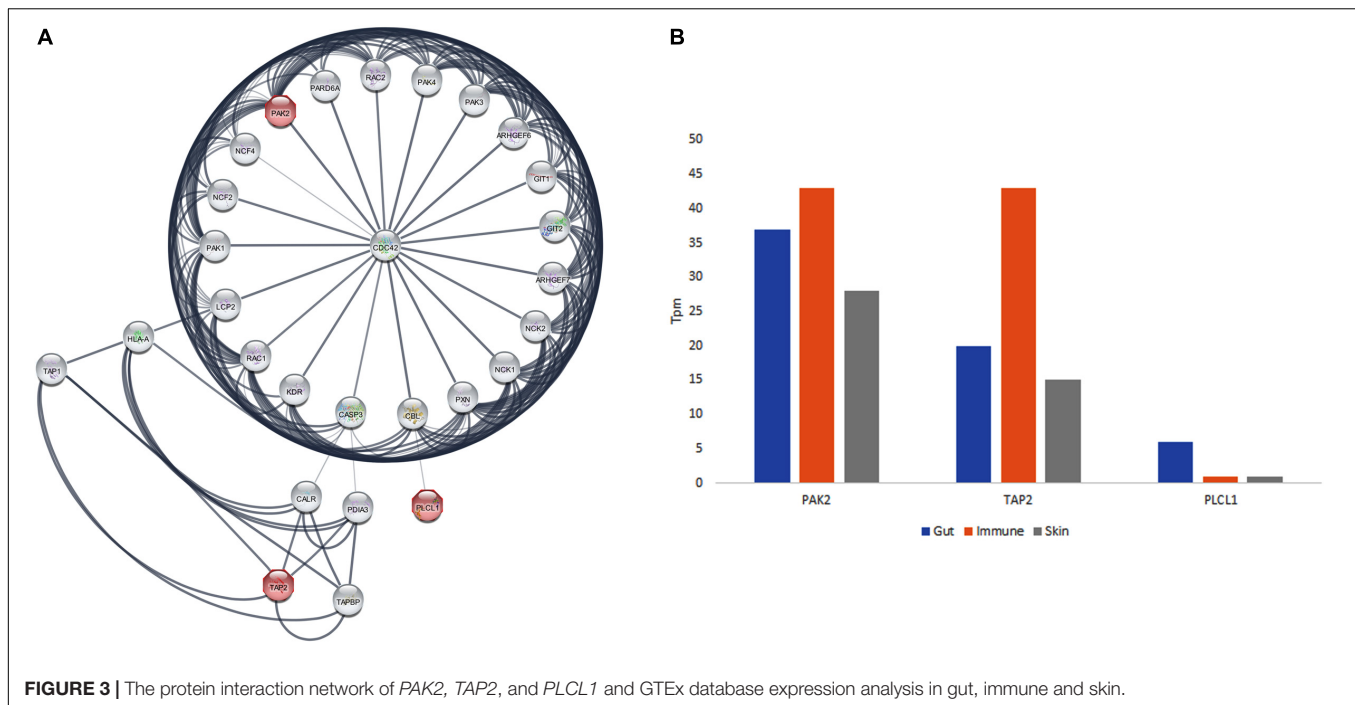 A
PARD6A
RAC2
PAK4
PAK3
ARHGEF6
GIT1
GIT2
ARHGEF7
NCK2
NCK1
PXN
CBL
CASP3
KDR
RAC1
LCP2
PAK1
NCF2
NCF4
PAK2
CDC42
HLA-A
TAP1
CALR
PDIA3
PLCL1
TAP2
TAPBP
B
50
45
40
35
30
25
20
15
10
5
0
Tpm
PAK2 TAP2 PLCL1
Gut Immune Skin
FIGURE 3 | The protein interaction network of PAK2, TAP2, and PLCL1 and GTEx database expression analysis in gut, immune and skin.